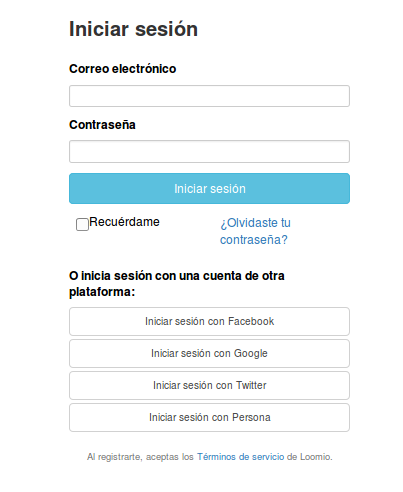 Iniciar sesión
Correo electrónico
Contraseña
Iniciar sesión
Recuérdame
¿Olvidaste tu
contraseña?
O inicia sesión con una cuenta de otra
plataforma:
Iniciar sesión con Facebook
Iniciar sesión con Google
Iniciar sesión con Twitter
Iniciar sesión con Persona
Al registrarte, aceptas los Términos de servicio de Loomio.